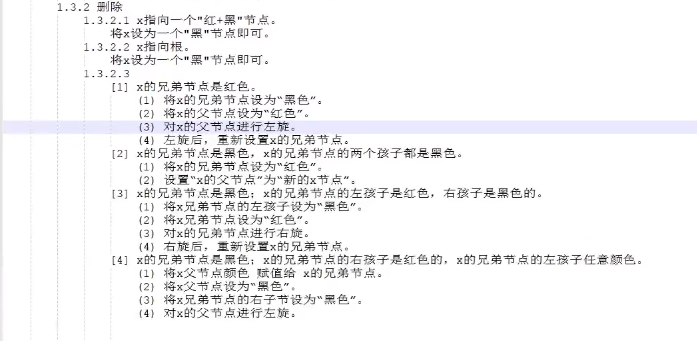 1.3.2 删除
1.3.2.1 x指向一个"红+黑"节点。
将x设为一个"黑"节点即可。
1.3.2.2 x指向根。
将x设为一个"黑"节点即可。
1.3.2.3
[1] x的兄弟节点是红色。
(1) 将x的兄弟节点设为“黑色”。
(2) 将x的父节点设为“红色”。
(3) 对x的父节点进行左旋。
(4) 左旋后，重新设置x的兄弟节点。
[2] x的兄弟节点是黑色，x的兄弟节点的两个孩子都是黑色。
(1) 将x的兄弟节点设为“红色”。
(2) 设置“x的父节点”为“新的x节点”。
[3] x的兄弟节点是黑色；x的兄弟节点的左孩子是红色，右孩子是黑色的。
(1) 将x兄弟节点的左孩子设为“黑色”。
(2) 将x兄弟节点设为“红色”。
(3) 对x的兄弟节点进行右旋。
(4) 右旋后，重新设置x的兄弟节点。
[4] x的兄弟节点是黑色；x的兄弟节点的右孩子是红色的，x的兄弟节点的左孩子任意颜色。
(1) 将x父节点颜色 赋值给 x的兄弟节点。
(2) 将x父节点设为“黑色”。
(3) 将x兄弟节点的右子节设为“黑色”。
(4) 对x的父节点进行左旋。